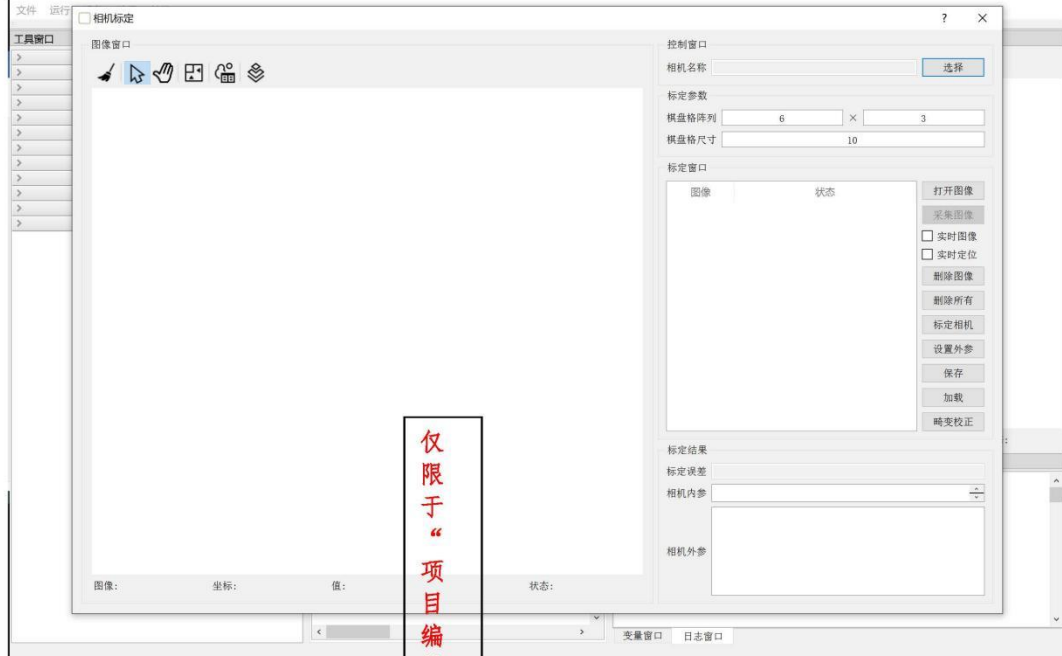 文件 运行
相机标定
?
×
工具窗口
图像窗口
图像:
坐标:
值:
状态:
控制窗口
相机名称
选择
标定参数
棋盘格阵列 6 × 3
棋盘格尺寸 10
标定窗口
图像 状态
打开图像
采集图像
实时图像
实时定位
删除图像
删除所有
标定相机
设置外参
保存
加载
畸变校正
标定结果
标定误差
相机内参
相机外参
变量窗口 日志窗口
仅
限
于
“
项
目
编